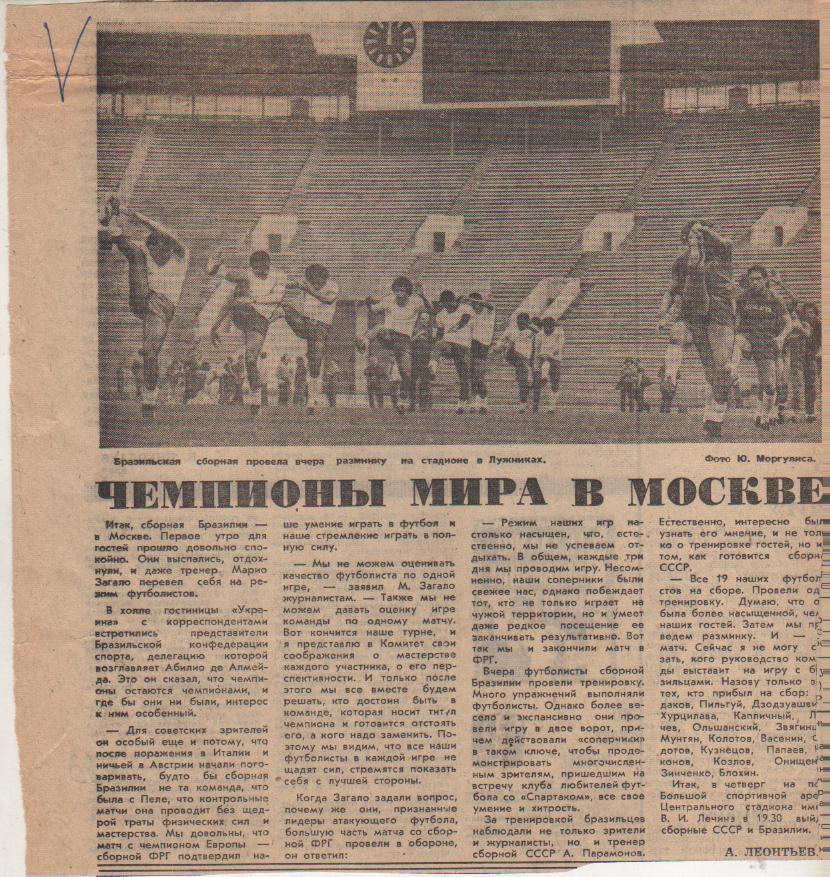 Бразильская сборная провела вчера разминку на стадионе в Лужниках.
Фото Ю. Моргулиса.
ЧЕМПИОНЫ МИРА В МОСКВЕ
Итак, сборная Бразилии —
в Москве. Первое утро для
гостей прошло довольно спо-
койно. Они выспались, отдох-
нули, и даже тренер Марио
Загало перевел себя на ре-
жим футболистов.
В холле гостиницы «Укра-
ина» с корреспондентами
встретились представители
Бразильской конфедерации
спорта, делегацию которой
возглавляет Абилио де Алмей-
да. Это он сказал, что чемпи-
оны остаются чемпионами, и
где бы они ни были, интерес
к ним особенный.
— Для советских зрителей
он особый еще и потому, что
после поражения в Италии и
ничьей в Австрии начали пого-
варивать, будто бы сборная
Бразилии не та команда, что
была с Пеле, что контрольные
матчи она проводит без щед-
рой траты физических сил и
мастерства. Мы довольны, что
матч с чемпионом Европы —
сборной ФРГ подтвердил на-
ше умение играть в футбол и
наше стремление играть в пол-
ную силу.
— Мы не можем оценивать
качество футболиста по одной
игре, — заявил М. Загало
журналистам. — Также мы не
можем давать оценку игре
команды по одному матчу.
Вот кончится наше турне, и
я представлю в Комитет свои
соображения о мастерстве
каждого участника, о его пер-
спективности. И только после
этого мы все вместе будем
решать, кто достоин быть в
команде, которая носит титул
чемпиона и готовится отстоять
его, а кого надо заменить. По-
этому мы видим, что все наши
футболисты в каждой игре не
щадят сил, стремятся показать
себя с лучшей стороны.
Когда Загало задали вопрос,
почему же они, признанные
лидеры атакующего футбола,
большую часть матча со сбор-
ной ФРГ провели в обороне,
он ответил:
— Режим наших игр на-
столько насыщен, что, есте-
ственно, мы не успеваем от-
дыхать. В общем, каждые три
дня мы проводим игру. Несом-
ненно, наши соперники были
свежее нас, однако побеждает
тот, кто не только играет на
чужой территории, но и умеет
даже редкое посещение ее
заканчивать результативно. Вот
так мы и закончили матч в
ФРГ.
Вчера футболисты сборной
Бразилии провели тренировку.
Много упражнений выполняли
футболисты. Однако более ве-
село и экспансивно они про-
вели игру в двое ворот, при-
чем действовали «соперники»
в таком ключе, чтобы проде-
монстрировать многочислен-
ным зрителям, пришедшим на
встречу клуба любителей фут-
бола со «Спартаком», все свое
умение и хитрость.
За тренировкой бразильцев
наблюдали не только зрители
и журналисты, но и тренер
сборной СССР А. Парамонов.
Естественно, интересно бы
узнать его мнение, и не тол
ко о тренировке гостей, но и
том, как готовится сборн
СССР.
— Все 19 наших футбол
стов на сборе. Провели од
тренировку. Думаю, что о
была более насыщенной, че
наших гостей. Затем мы пр
ведем разминку. И —
матч. Сейчас я не могу с
зать, кого руководство ком
ды выставит на игру с б
зильцами. Назову только
тех, кто прибыл на сбор:
даков, Пильгуй, Дзодзуашви
Хурцилава, Капличный, Л
чев, Ольшанский, Звягин
Мунтян, Колотов, Васенин, С
дотов, Кузнецов, Папаев,
конов, Козлов, Онищен
Зинченко, Блохин.
Итак, в четверг на по
Большой спортивной аре
Центрального стадиона име
В. И. Ленина в 19.30 вый
сборные СССР и Бразилии.
А. ЛЕОНТЬЕВ.